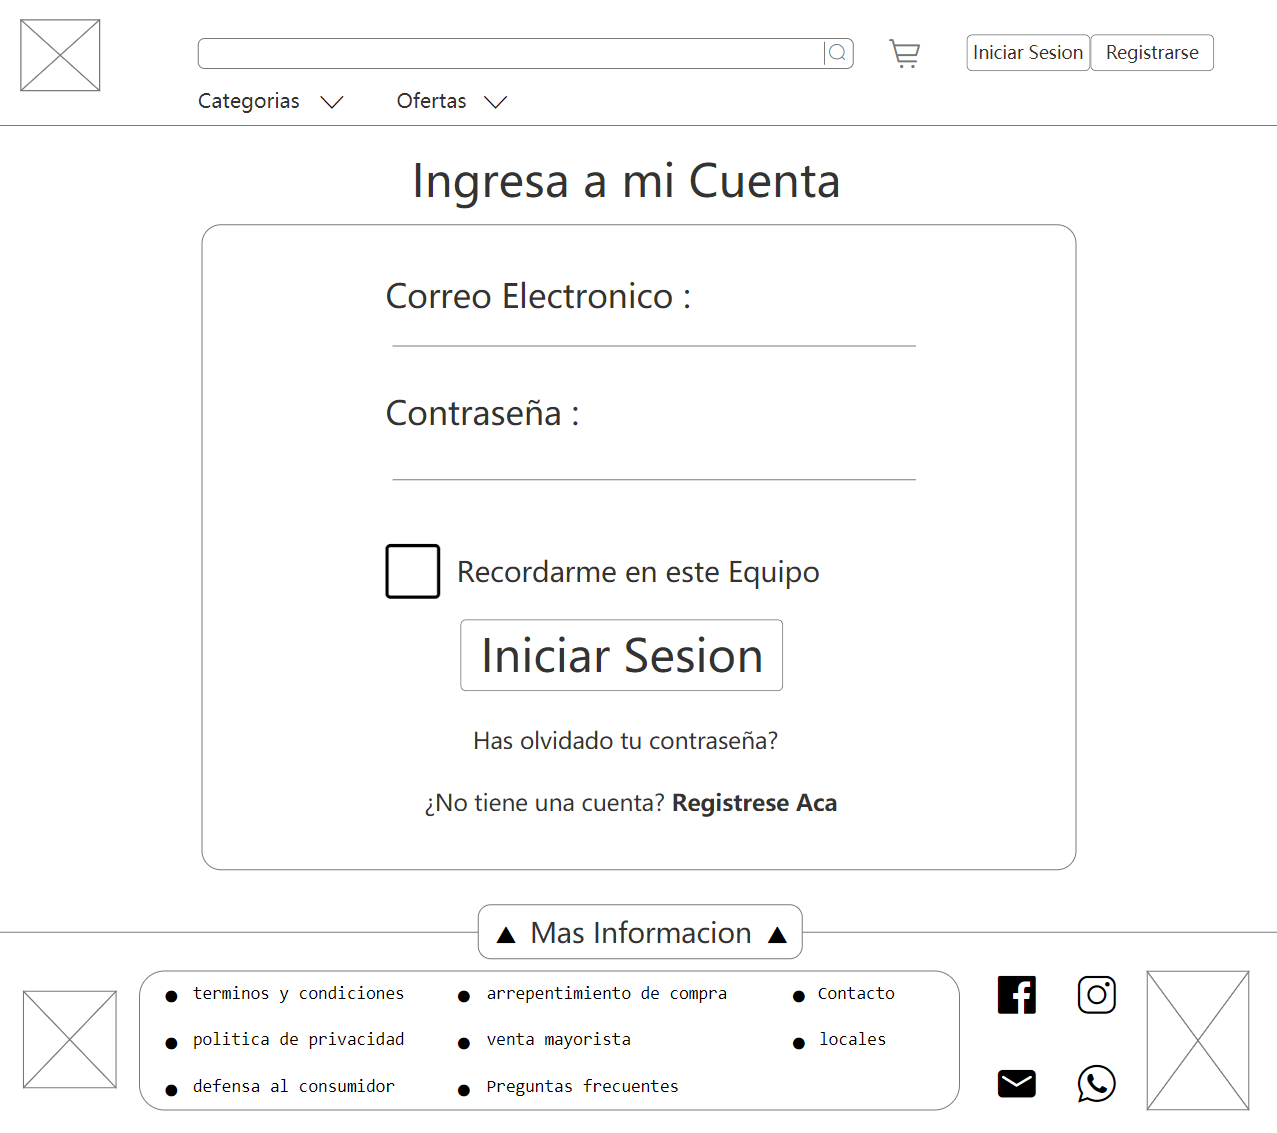 Iniciar Sesion Registrarse
Categorias Ofertas
Ingresa a mi Cuenta
Correo Electronico :
Contraseña :
Recordarme en este Equipo
Iniciar Sesion
Has olvidado tu contraseña?
¿No tiene una cuenta? Registrese Aca
▲ Mas Informacion ▲
● terminos y condiciones ● arrepentimiento de compra ● Contacto
● politica de privacidad ● venta mayorista ● locales
● defensa al consumidor ● Preguntas frecuentes